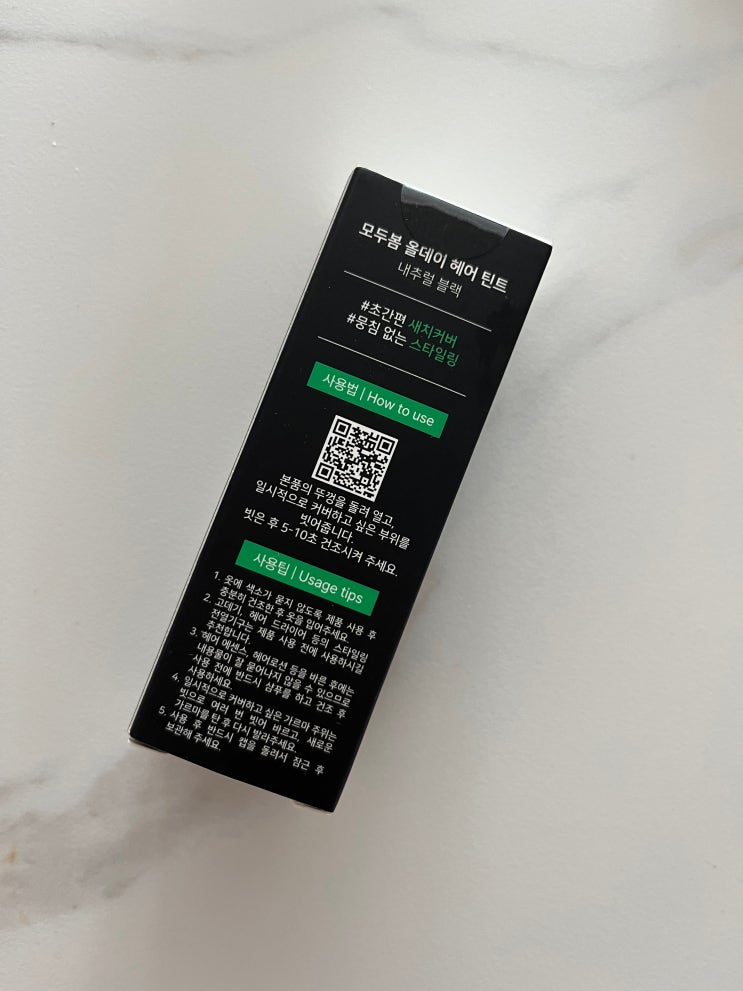 모두봄 올데이 헤어 틴트
내추럴 블랙
#초간편 새치커버
#뭉침 없는 스타일링
사용법 | How to use
본품의 뚜껑을 돌려 열고,
일시적으로 커버하고 싶은 부위를
빗어줍니다.
빗은 후 5-10초 건조시켜 주세요.
사용팁 | Usage tips
1. 옷에 색소가 묻지 않도록 제품 사용 후
충분히 건조한 후 옷을 입어주세요.
2. 고데기, 헤어 드라이어 등의 스타일링
전열기구는 제품 사용 전에 사용하시길
추천합니다.
3. 헤어 에센스, 헤어로션 등을 바른 후에는
내용물이 잘 묻어나지 않을 수 있으므로
사용 전에 반드시 샴푸를 하고 건조 후
사용하세요.
4. 일시적으로 커버하고 싶은 가르마 주위는
빗으로 여러 번 빗어 바르고, 새로운
가르마를 탄 후 다시 발라주세요.
5. 사용 후 반드시 캡을 돌려서 잠근 후
보관해 주세요.